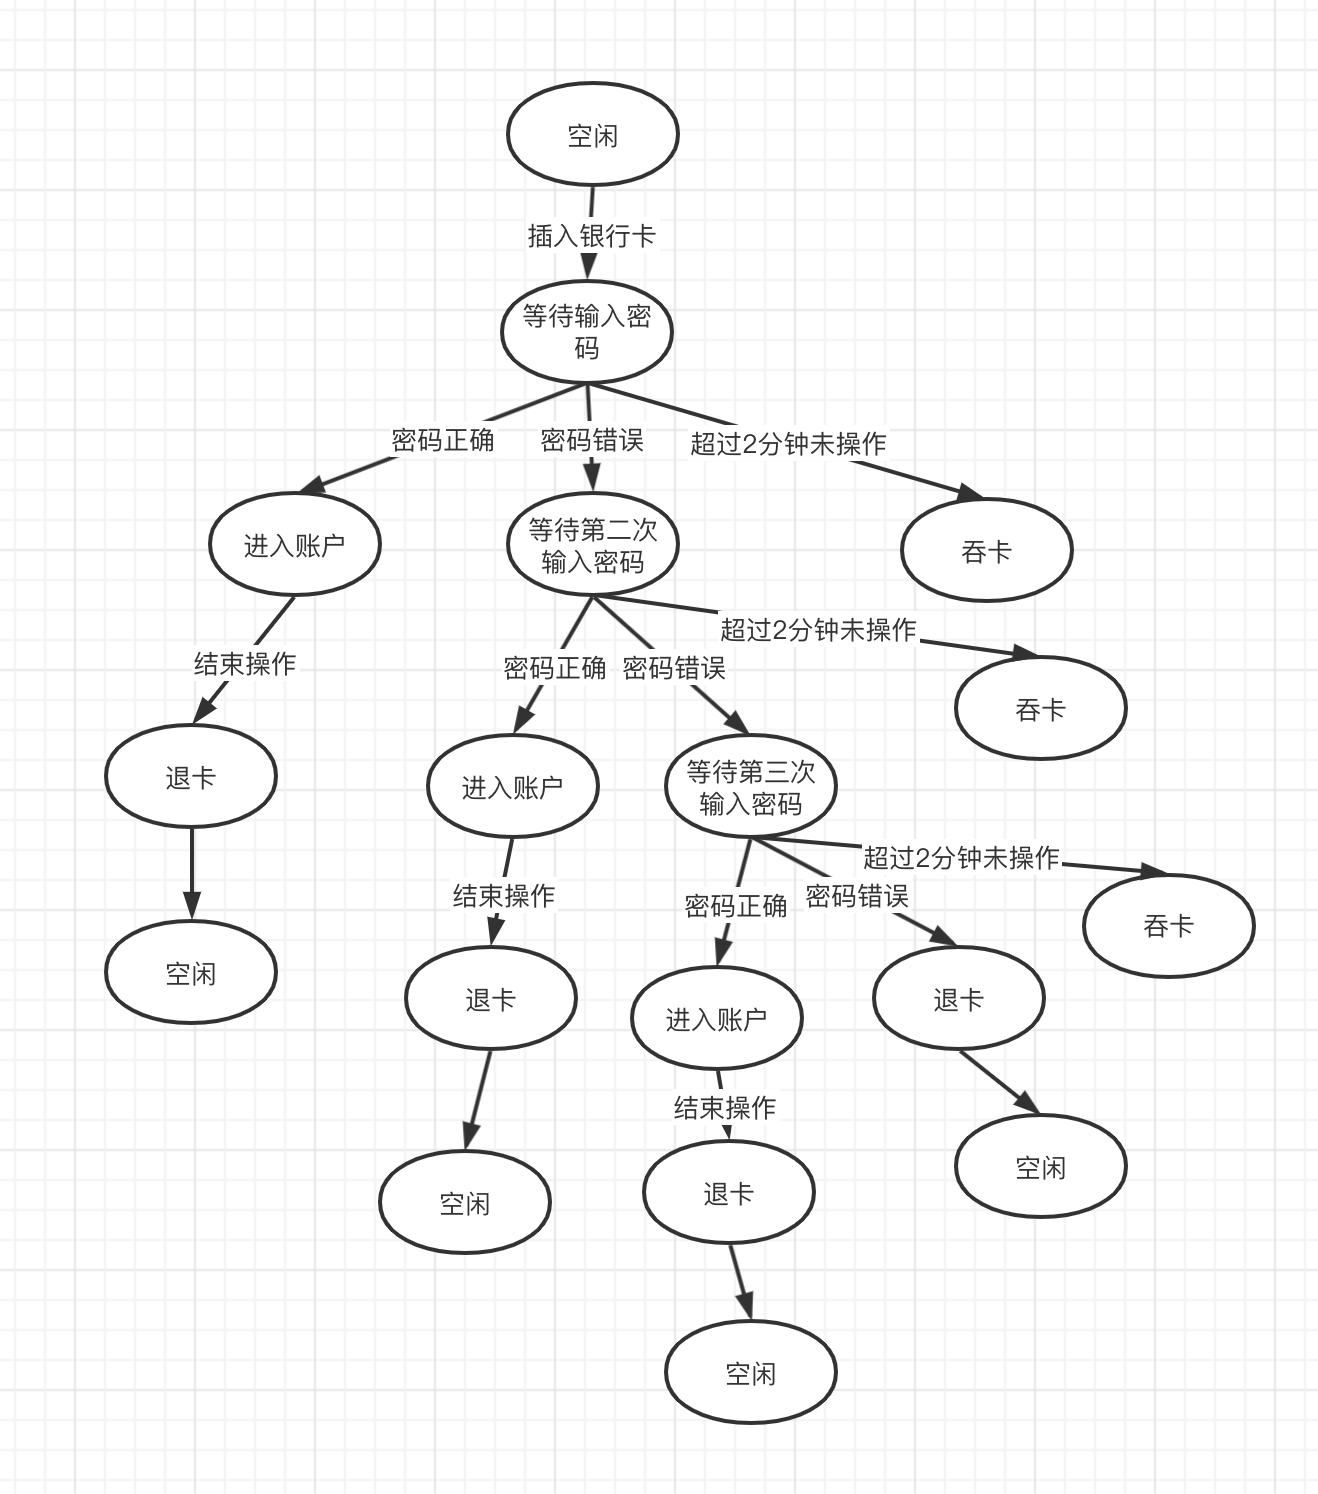 空闲
插入银行卡
等待输入密
码
密码正确
密码错误
超过2分钟未操作
进入账户
等待第二次
输入密码
吞卡
超过2分钟未操作
结束操作
密码正确
密码错误
吞卡
退卡
进入账户
等待第三次
输入密码
超过2分钟未操作
结束操作
密码正确
密码错误
吞卡
空闲
退卡
进入账户
退卡
结束操作
空闲
退卡
空闲
空闲